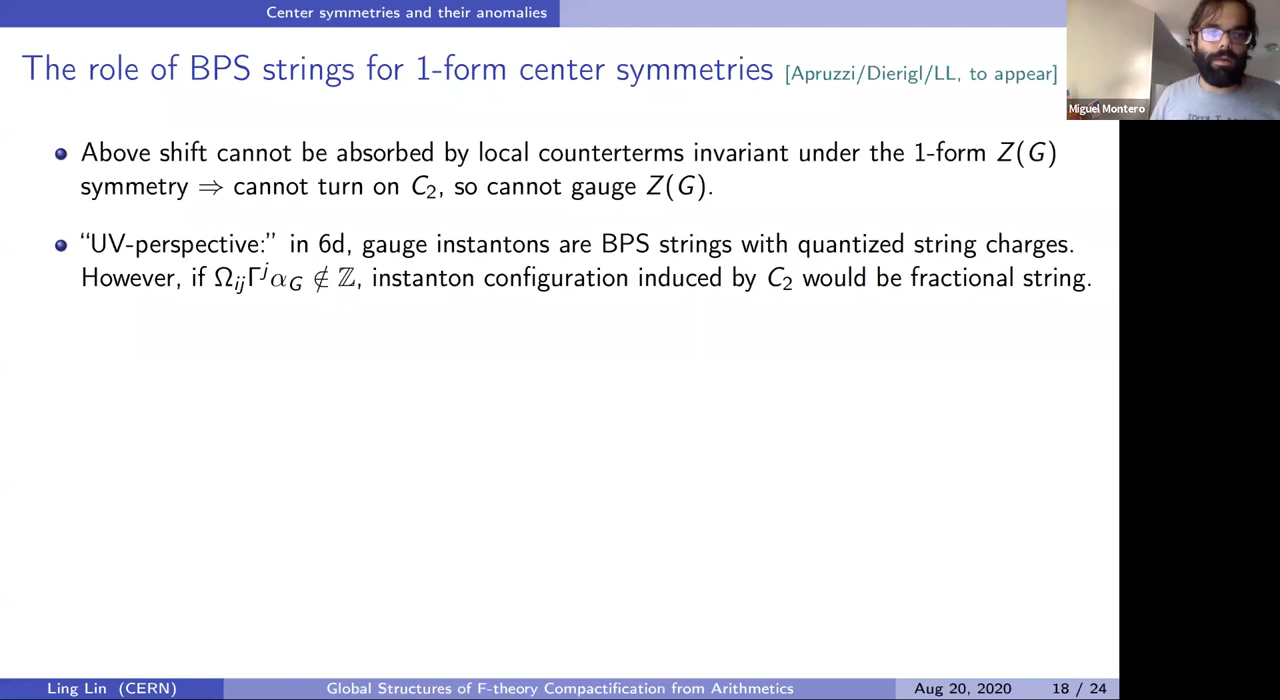 Center symmetries and their anomalies
The role of BPS strings for 1-form center symmetries [Apruzzi/Dierigl/LL, to appear]
Miguel Montero
Above shift cannot be absorbed by local counterterms invariant under the 1-form Z(G)
symmetry ⇒ cannot turn on C₂, so cannot gauge Z(G).
“UV-perspective:” in 6d, gauge instantons are BPS strings with quantized string charges.
However, if Ωᵢⱼ Γʲ α_G ∉ ℤ, instanton configuration induced by C₂ would be fractional string.
Ling Lin (CERN)
Global Structures of F-theory Compactification from Arithmetics
Aug 20, 2020
18 / 24